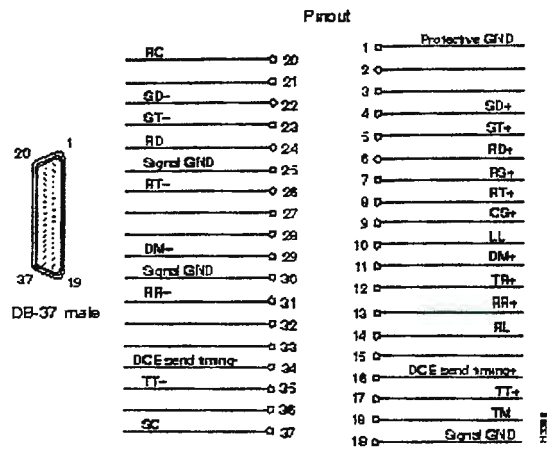 Pinout
RC
20
21
SD-
22
ST-
23
RD
24
Signal GND
25
RT-
26
27
28
DM-
29
Signal GND
30
RR-
31
32
33
DCE send timing-
34
TT-
35
36
SC
37
Protective GND
1
2
3
SD+
4
ST+
5
RD+
6
RS+
7
RT+
8
CS+
9
LL
10
DM+
11
TR+
12
RR+
13
RL
14
15
DCE send timing+
16
TT+
17
TM
18
Signal GND
19
20
1
37
19
DB-37 male